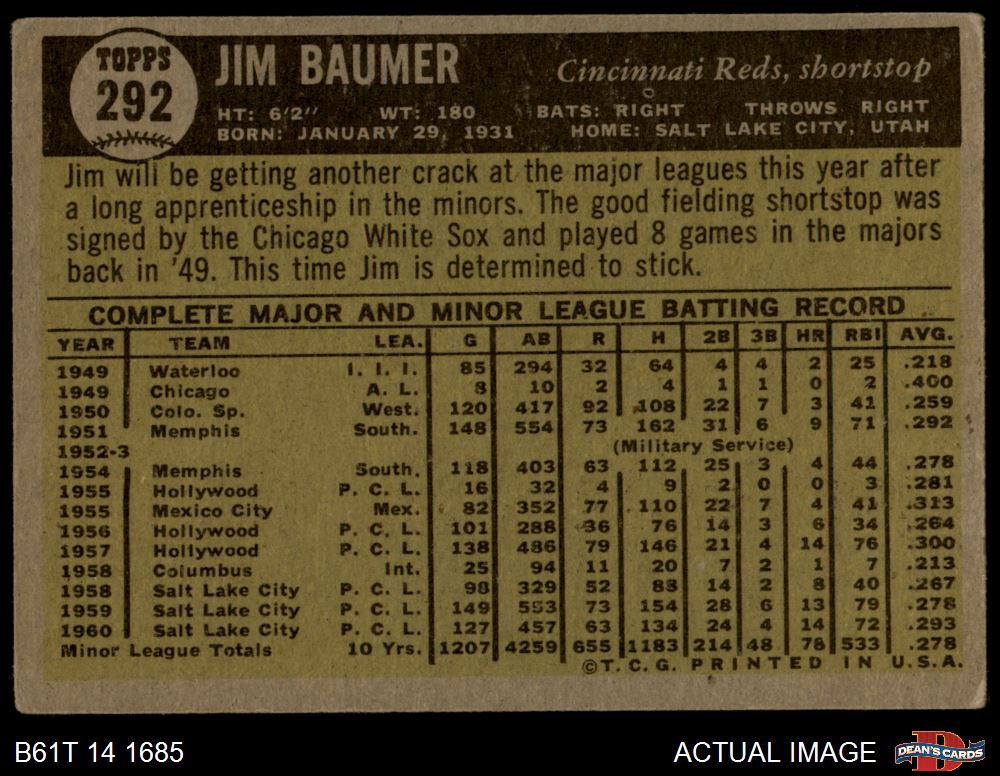 TOPPS
292
JIM BAUMER
Cincinnati Reds, shortstop
HT: 6'2" WT: 180 BATS: RIGHT THROWS RIGHT
BORN: JANUARY 29, 1931 HOME: SALT LAKE CITY, UTAH
Jim will be getting another crack at the major leagues this year after
a long apprenticeship in the minors. The good fielding shortstop was
signed by the Chicago White Sox and played 8 games in the majors
back in '49. This time Jim is determined to stick.
COMPLETE MAJOR AND MINOR LEAGUE BATTING RECORD
YEAR TEAM LEA. G AB R H 2B 3B HR RBI AVG.
1949 Waterloo I. I. I. 85 294 32 64 4 4 2 25 .218
1949 Chicago A. L. 8 10 2 4 1 1 0 2 .400
1950 Colo. Sp. West. 120 417 92 108 22 7 3 41 .259
1951 Memphis South. 148 554 73 162 31 6 9 71 .292
1952-3 (Military Service)
1954 Memphis South. 118 403 63 112 25 3 4 44 .278
1955 Hollywood P. C. L. 16 32 4 9 2 0 0 3 .281
1955 Mexico City Mex. 82 352 77 110 22 7 4 41 .313
1956 Hollywood P. C. L. 101 288 36 76 14 3 6 34 .264
1957 Hollywood P. C. L. 138 486 79 146 21 4 14 76 .300
1958 Columbus Int. 25 94 11 20 7 2 1 7 .213
1958 Salt Lake City P. C. L. 98 329 52 88 14 2 8 40 .267
1959 Salt Lake City P. C. L. 149 553 73 154 28 6 13 79 .278
1960 Salt Lake City P. C. L. 127 457 63 134 24 4 14 72 .293
Minor League Totals 10 Yrs. 1207 4259 655 1183 214 48 78 533 .278
©T. C. G. PRINTED IN U.S.A.
B61T 14 1685
ACTUAL IMAGE
DEAN'S CARDS